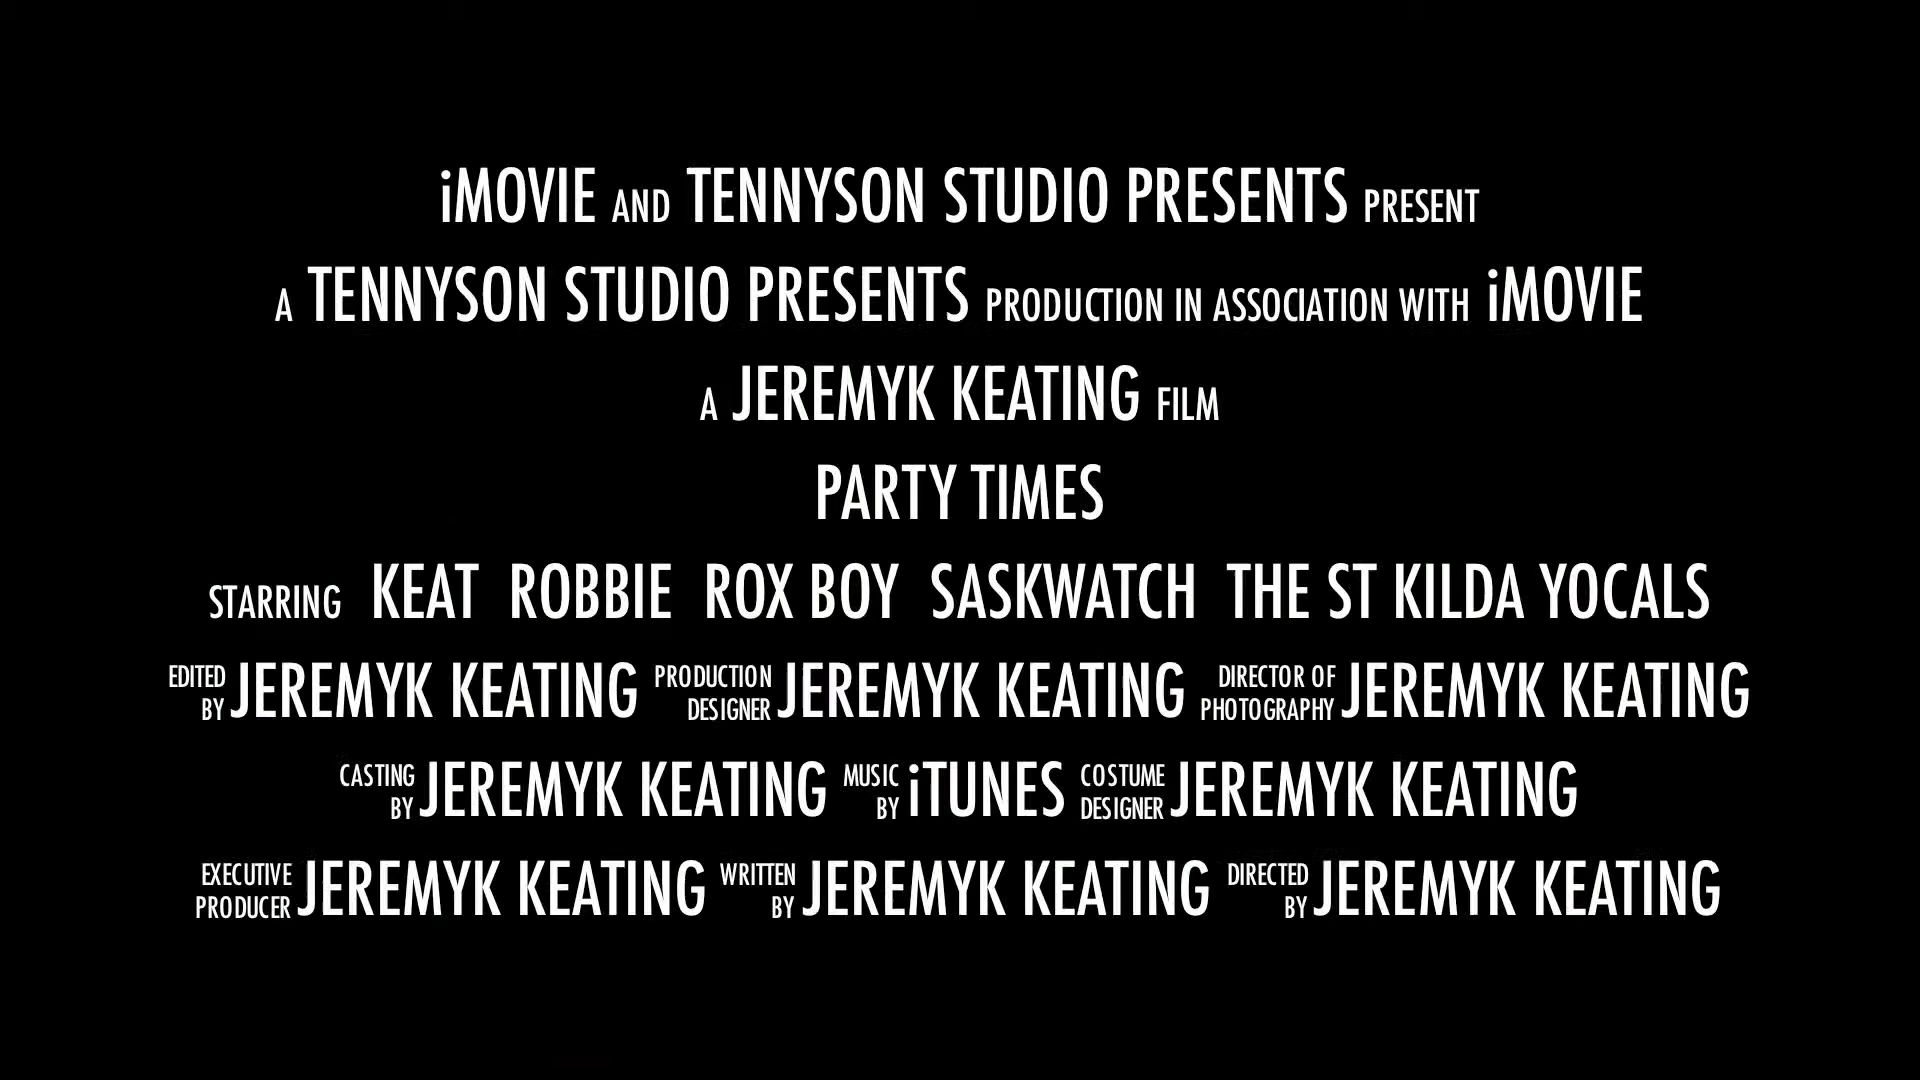 iMOVIE AND TENNYSON STUDIO PRESENTS PRESENT
A TENNYSON STUDIO PRESENTS PRODUCTION IN ASSOCIATION WITH iMOVIE
A JEREMYK KEATING FILM
PARTY TIMES
STARRING KEAT ROBBIE ROX BOY SASKWATCH THE ST KILDA YOCALS
EDITED BY JEREMYK KEATING PRODUCTION DESIGNER JEREMYK KEATING DIRECTOR OF PHOTOGRAPHY JEREMYK KEATING
CASTING BY JEREMYK KEATING MUSIC BY iTUNES COSTUME DESIGNER JEREMYK KEATING
EXECUTIVE PRODUCER JEREMYK KEATING WRITTEN BY JEREMYK KEATING DIRECTED BY JEREMYK KEATING